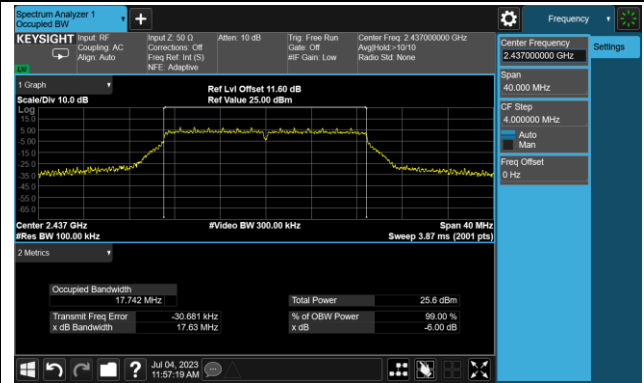 Spectrum Analyzer 1
Occupied BW
Frequency
KEYSIGHT
Input: RF
Coupling: AC
Align: Auto
Input Z: 50 Ω
Corrections: Off
Freq Ref: Int (S)
NFE: Adaptive
Atten: 10 dB
Trig: Free Run
Gate: Off
#IF Gain: Low
Center Freq: 2.437000000 GHz
Avg|Hold:>10/10
Radio Std: None
Center Frequency
2.437000000 GHz
Settings
Span
40.000 MHz
CF Step
4.000000 MHz
Auto
Man
Freq Offset
0 Hz
1 Graph
Scale/Div 10.0 dB
Ref Lvl Offset 11.60 dB
Ref Value 25.00 dBm
Log
15.0
5.00
-5.00
-15.0
-25.0
-35.0
-45.0
-55.0
-65.0
Center 2.437 GHz
#Video BW 300.00 kHz
Span 40 MHz
#Res BW 100.00 kHz
Sweep 3.87 ms (2001 pts)
2 Metrics
Occupied Bandwidth
17.742 MHz
Total Power 25.6 dBm
Transmit Freq Error -30.681 kHz
% of OBW Power 99.00 %
x dB Bandwidth 17.63 MHz
x dB -6.00 dB
Jul 04, 2023
11:57:19 AM